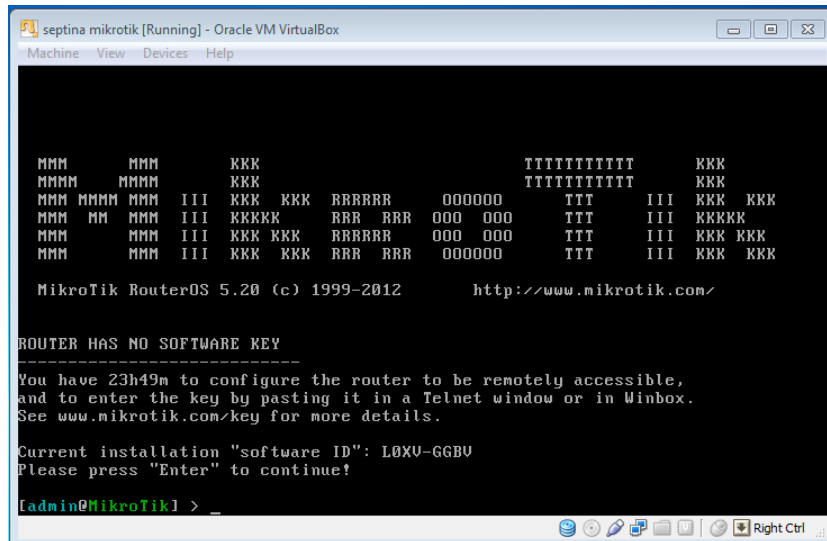 septina mikrotik [Running] - Oracle VM VirtualBox
Machine View Devices Help
MMM       MMM       KKK                          TTTTTTTTTTT      KKK
MMMM     MMMM       KKK                          TTTTTTTTTTT      KKK
MMM MMMM MMM  III  KKK  KKK  RRRRRR    OOOOOO      TTT     III  KKK  KKK
MMM  MM  MMM  III  KKKKK     RRR  RRR  OOO  OOO     TTT     III  KKKKK
MMM       MMM  III  KKK KKK   RRRRRR    OOO  OOO     TTT     III  KKK KKK
MMM       MMM  III  KKK  KKK  RRR  RRR   OOOOOO      TTT     III  KKK  KKK
MikroTik RouterOS 5.20 (c) 1999-2012       http://www.mikrotik.com/
ROUTER HAS NO SOFTWARE KEY
----------------------------
You have 23h49m to configure the router to be remotely accessible,
and to enter the key by pasting it in a Telnet window or in Winbox.
See www.mikrotik.com/key for more details.
Current installation "software ID": L0XV-GGBV
Please press "Enter" to continue!
[admin@MikroTik] > _
Right Ctrl